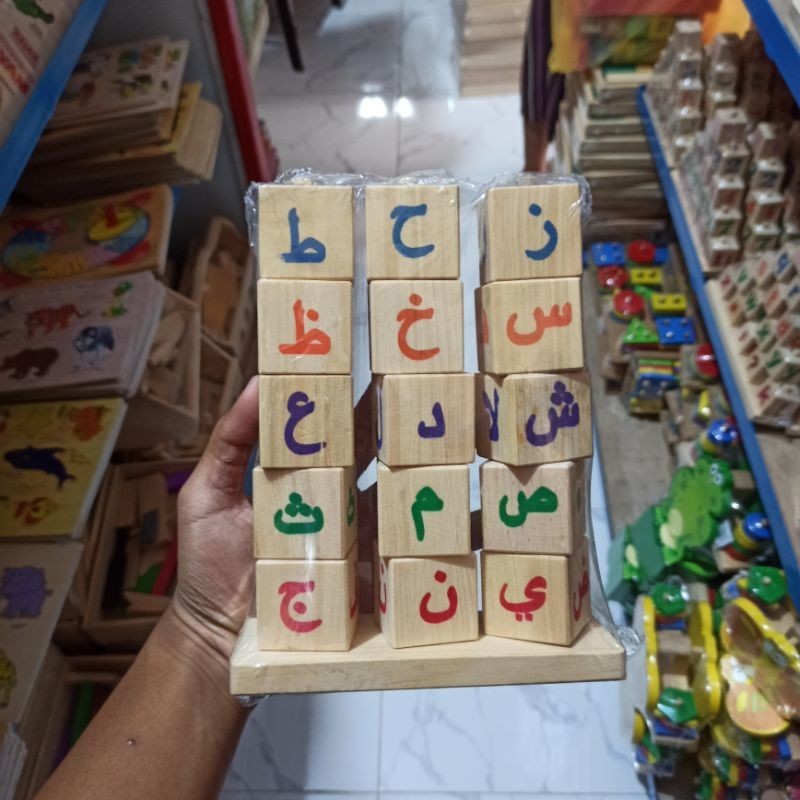 ز ح ط
س خ ظ
ش د ع
ص م ث
ي ن ج